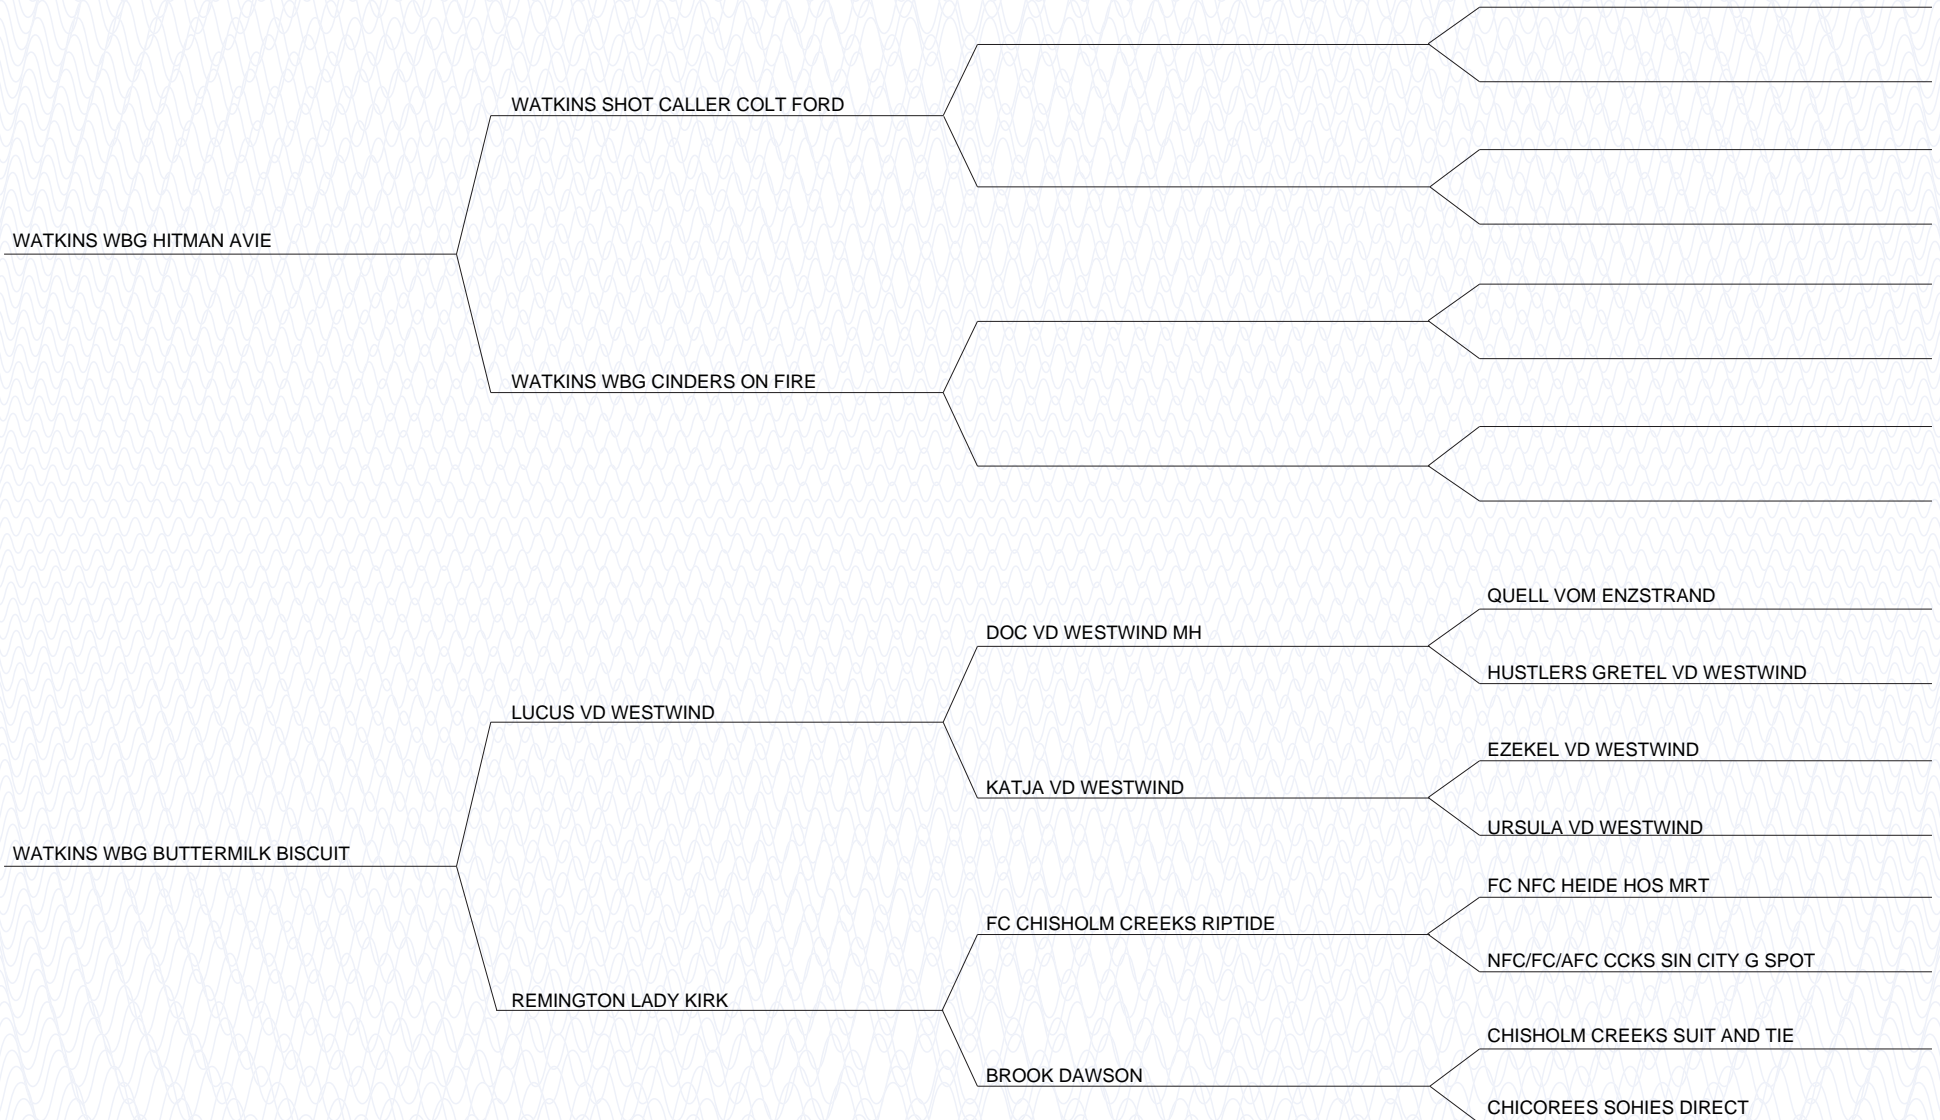 WATKINS SHOT CALLER COLT FORD
WATKINS WBG HITMAN AVIE
WATKINS WBG CINDERS ON FIRE
QUELL VOM ENZSTRAND
DOC VD WESTWIND MH
HUSTLERS GRETEL VD WESTWIND
LUCUS VD WESTWIND
EZEKEL VD WESTWIND
KATJA VD WESTWIND
URSULA VD WESTWIND
WATKINS WBG BUTTERMILK BISCUIT
FC NFC HEIDE HOS MRT
FC CHISHOLM CREEKS RIPTIDE
NFC/FC/AFC CCKS SIN CITY G SPOT
REMINGTON LADY KIRK
CHISHOLM CREEKS SUIT AND TIE
BROOK DAWSON
CHICOREES SOHIES DIRECT